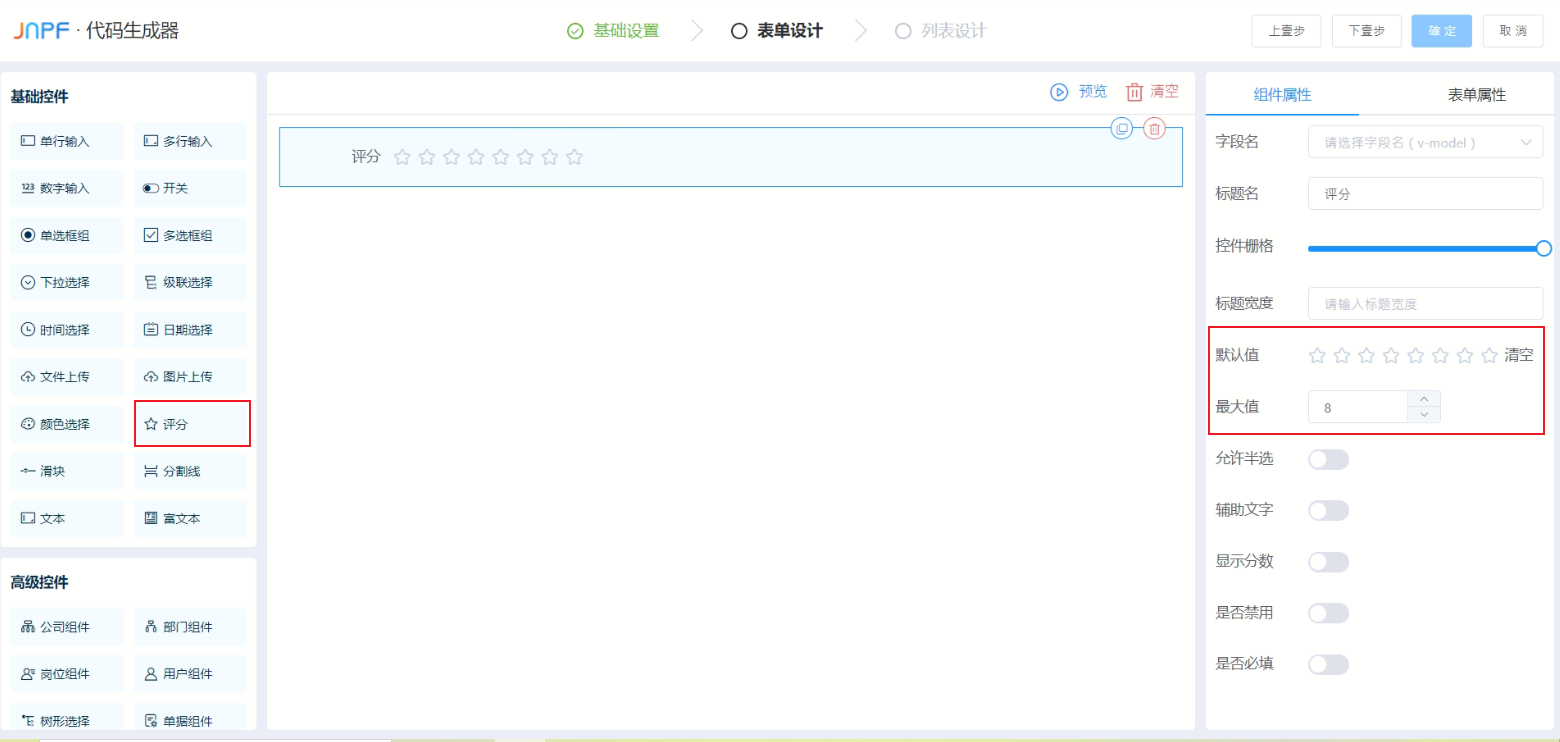 JNPF · 代码生成器
基础设置
表单设计
列表设计
上壹步
下壹步
確 定
取 消
基础控件
单行输入
多行输入
123 数字输入
开关
单选框组
多选框组
下拉选择
级联选择
时间选择
日期选择
文件上传
图片上传
颜色选择
评分
滑块
分割线
文本
富文本
高级控件
公司组件
部门组件
岗位组件
用户组件
树形选择
单据组件
预览
清空
评分
组件属性
表单属性
字段名
请选择字段名 ( v-model )
标题名
评分
控件栅格
标题宽度
请输入标题宽度
默认值
清空
最大值
8
允许半选
辅助文字
显示分数
是否禁用
是否必填